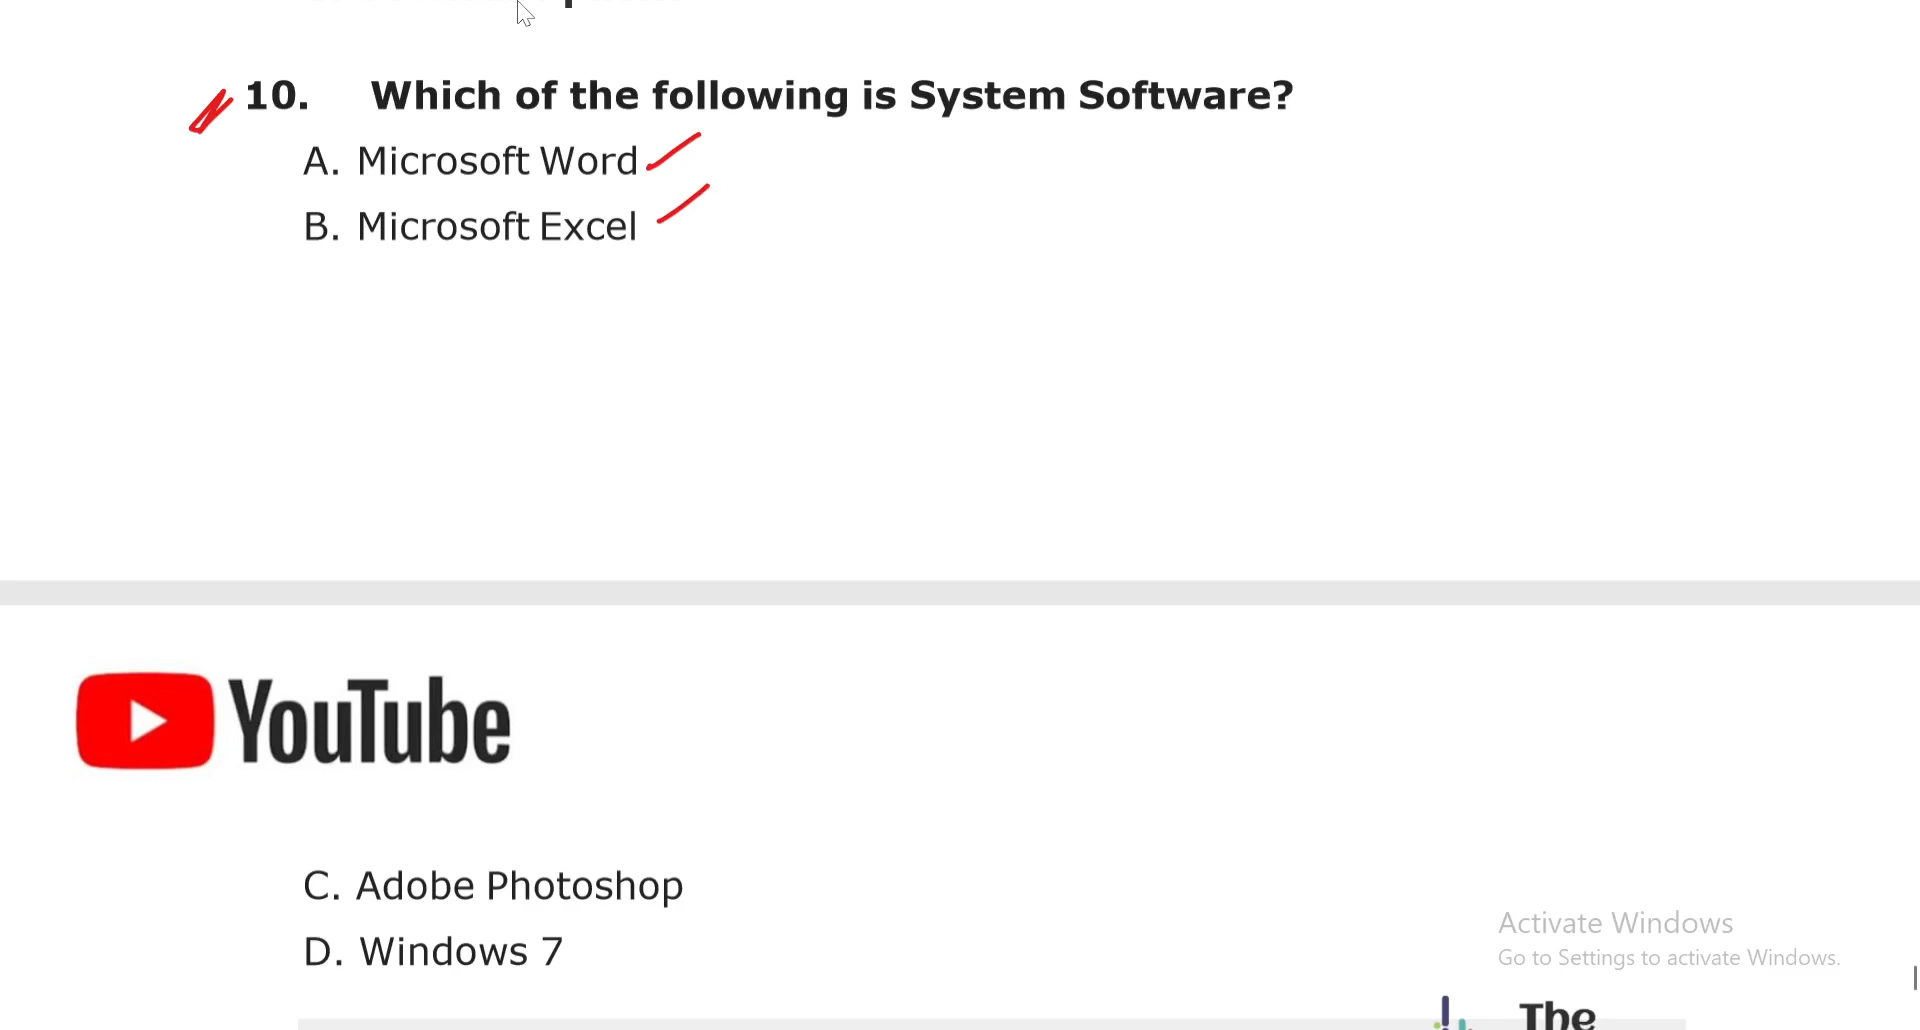 10. Which of the following is System Software?
A. Microsoft Word
B. Microsoft Excel
YouTube
C. Adobe Photoshop
D. Windows 7
Activate Windows
Go to Settings to activate Windows.
The